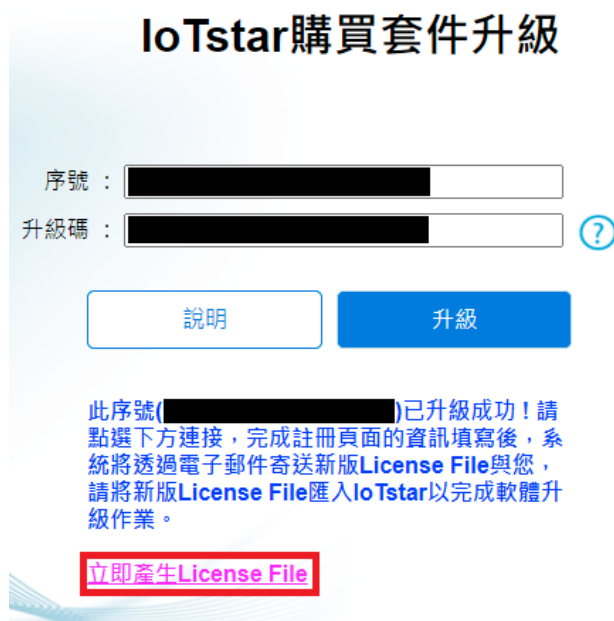 IoTstar購買套件升級
序號 :
升級碼 :
?
說明
升級
此序號(
)已升級成功!請
點選下方連接,完成註冊頁面的資訊填寫後,系
統將透過電子郵件寄送新版License File與您,
請將新版License File匯入IoTstar以完成軟體升
級作業。
立即產生License File